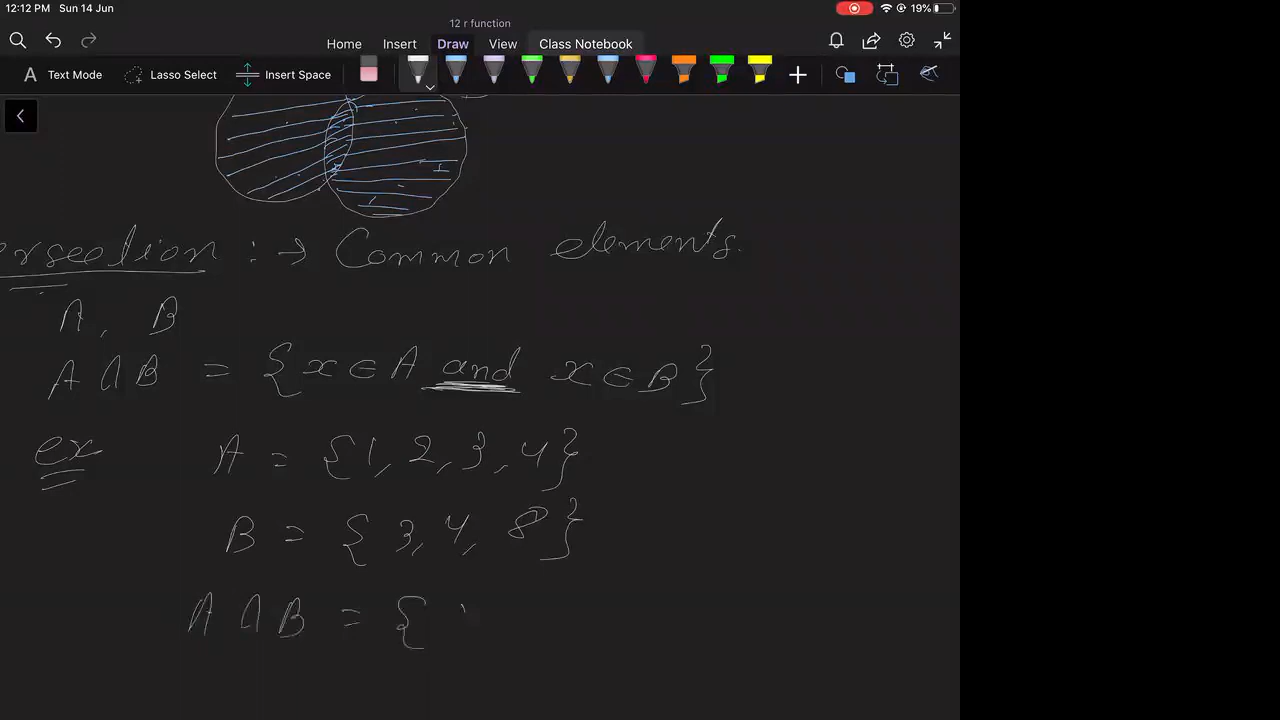 12:12 PM Sun 14 Jun
19%
12 r function
Home Insert Draw View Class Notebook
A Text Mode Lasso Select Insert Space
ersection : → Common elements.
A, B
A ∩ B = {x ∈ A and x ∈ B}
ex A = {1, 2, 3, 4}
B = {3, 4, 8}
A ∩ B = {